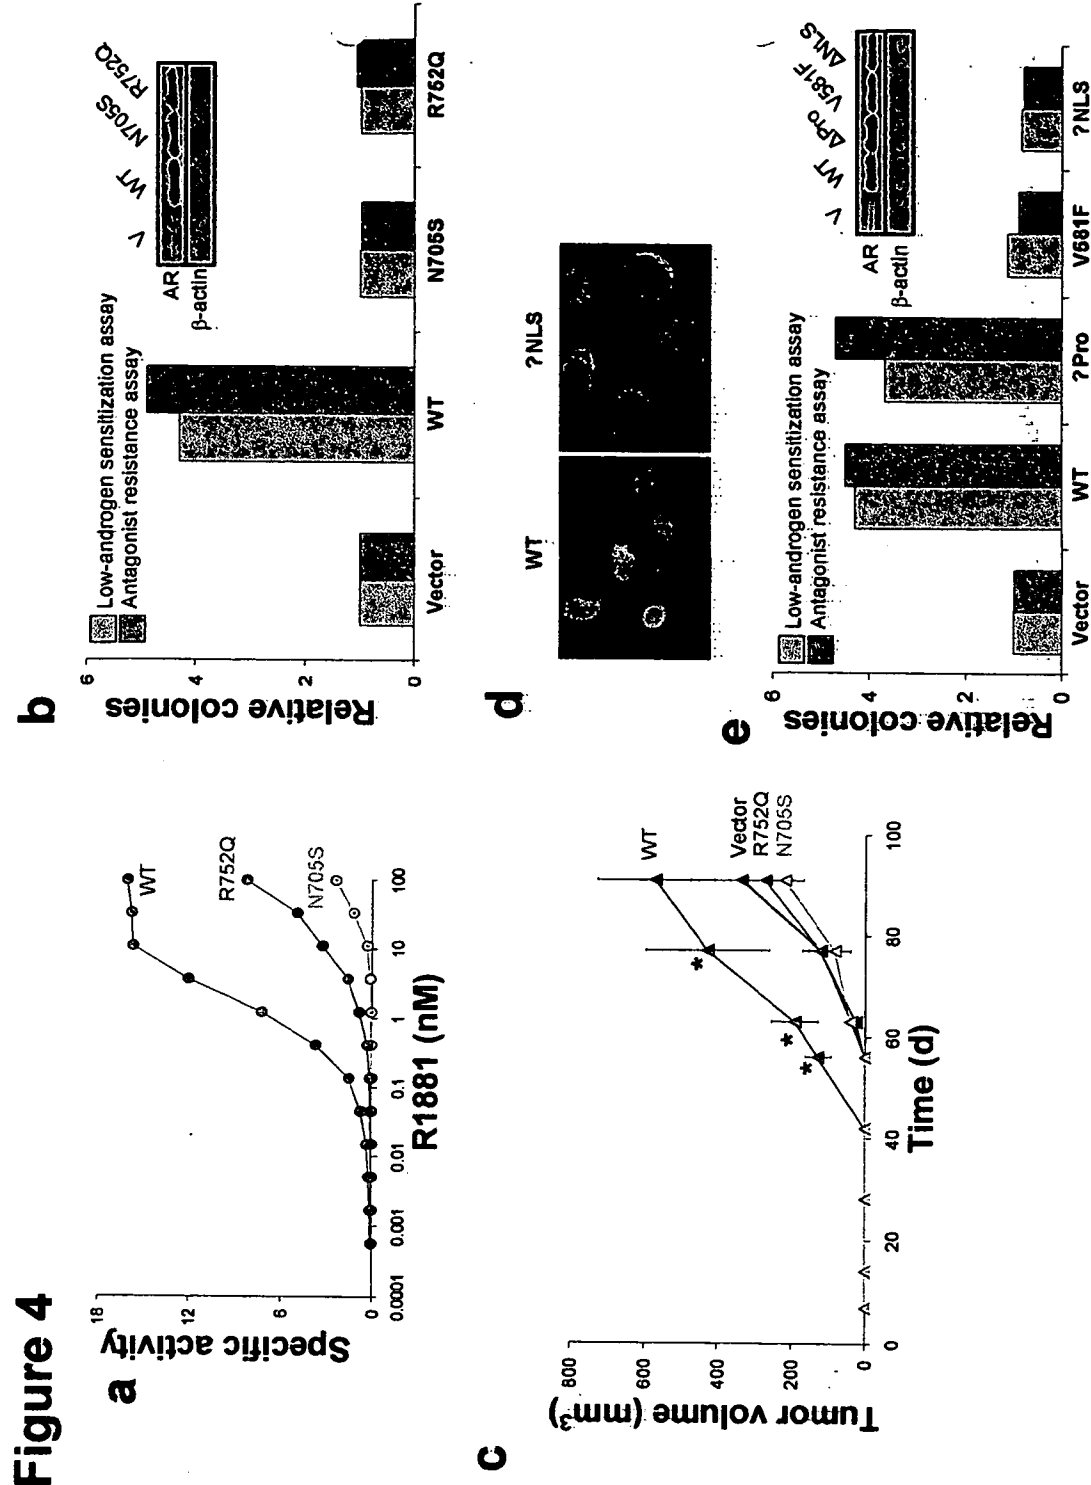 Figure 4
a
Specific activity
18
12
6
0
0.0001
0.001
0.01
0.1
1
10
100
R1881 (nM)
WT
R752Q
N705S
b
Relative colonies
6
4
2
0
Low-androgen sensitization assay
Antagonist resistance assay
V
WT
N705S
R752Q
AR
β-actin
Vector
WT
N705S
R752Q
c
Tumor volume (mm³)
800
600
400
200
0
0
20
40
60
80
100
Time (d)
*
*
*
WT
Vector
R752Q
N705S
d
WT
?NLS
e
Relative colonies
6
4
2
0
Low-androgen sensitization assay
Antagonist resistance assay
V
WT
ΔPro
V581F
ΔNLS
AR
β-actin
Vector
WT
?Pro
V681F
?NLS